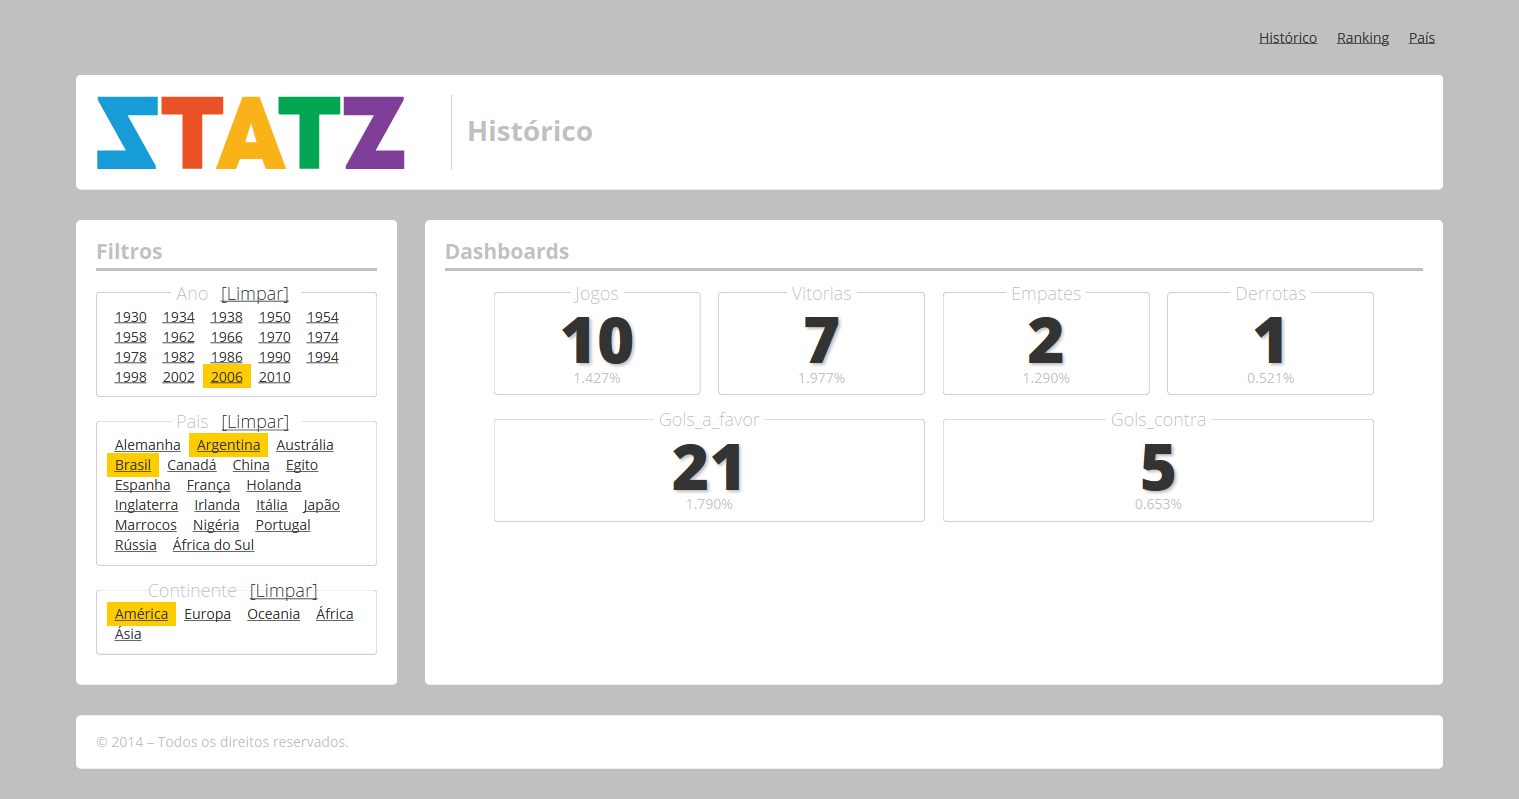 Histórico Ranking País
STATZ
Histórico
Filtros
Ano [Limpar]
1930 1934 1938 1950 1954
1958 1962 1966 1970 1974
1978 1982 1986 1990 1994
1998 2002 2006 2010
Pais [Limpar]
Alemanha Argentina Austrália
Brasil Canadá China Egito
Espanha França Holanda
Inglaterra Irlanda Itália Japão
Marrocos Nigéria Portugal
Rússia África do Sul
Continente [Limpar]
América Europa Oceania África
Ásia
Dashboards
Jogos
10
1.427%
Vitorias
7
1.977%
Empates
2
1.290%
Derrotas
1
0.521%
Gols_a_favor
21
1.790%
Gols_contra
5
0.653%
© 2014 – Todos os direitos reservados.